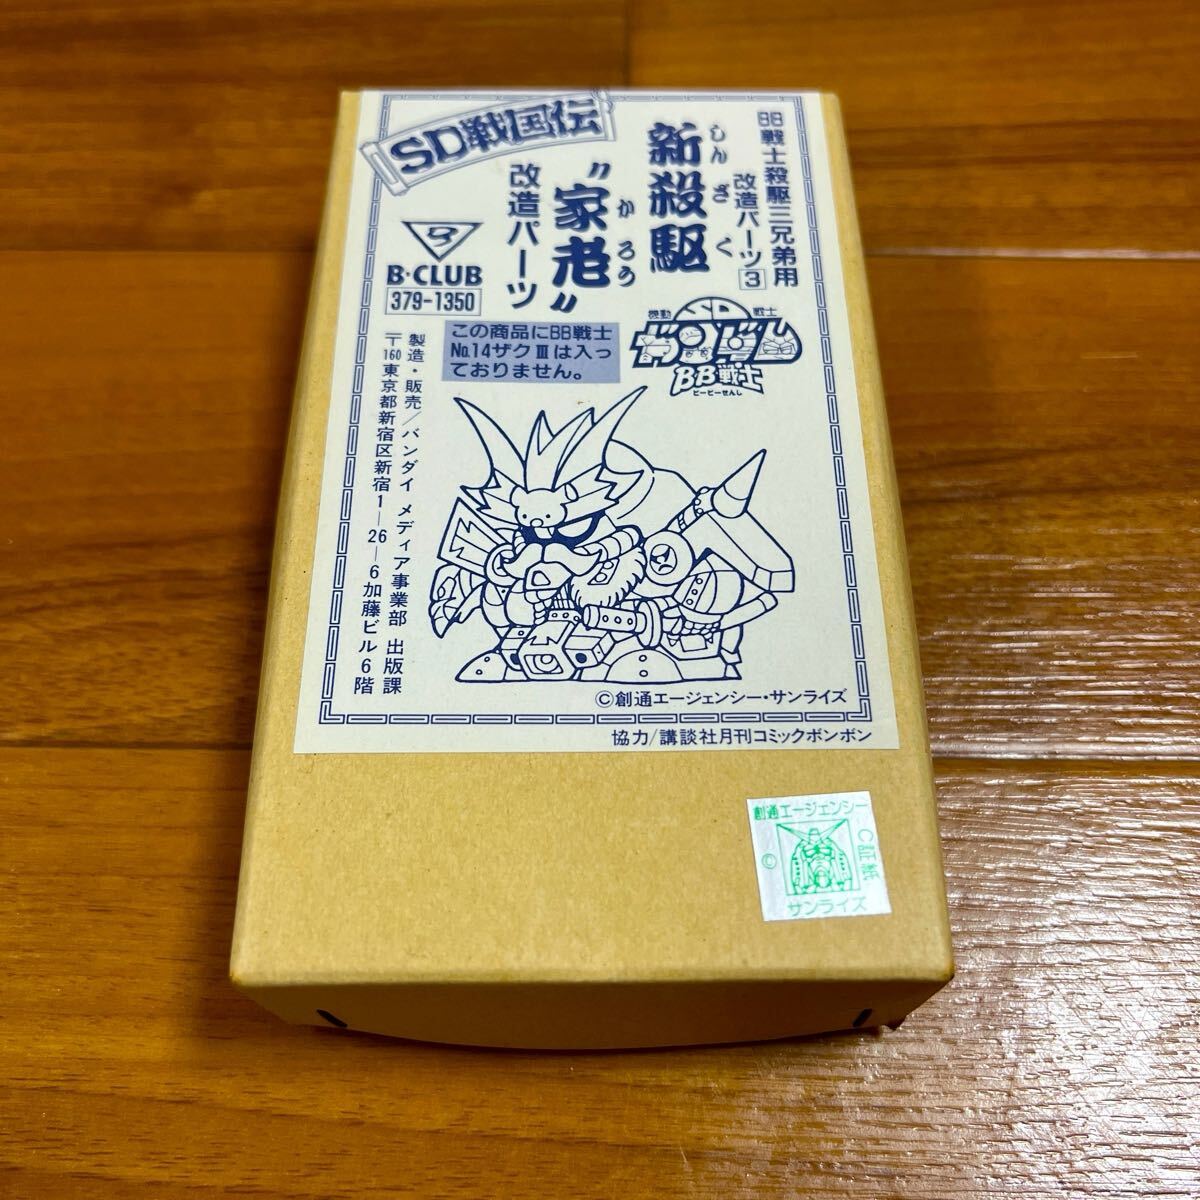 BB戦士殺駆三兄弟用
改造パーツ3
新殺駆
しんざく
"家老"
かろう
改造パーツ
SD戦国伝
B-CLUB
379-1350
この商品にBB戦士
No.14ザクⅢは入っ
ておりません。
機動 戦士
SD
ガンダム
BB戦士
ビービーせんし
製造・販売/バンダイ メディア事業部 出版課
〒160東京都新宿区新宿1-26-6加藤ビル6階
©創通エージェンシー・サンライズ
協力/講談社月刊コミックボンボン
創通エージェンシー
©証紙
©
サンライズ